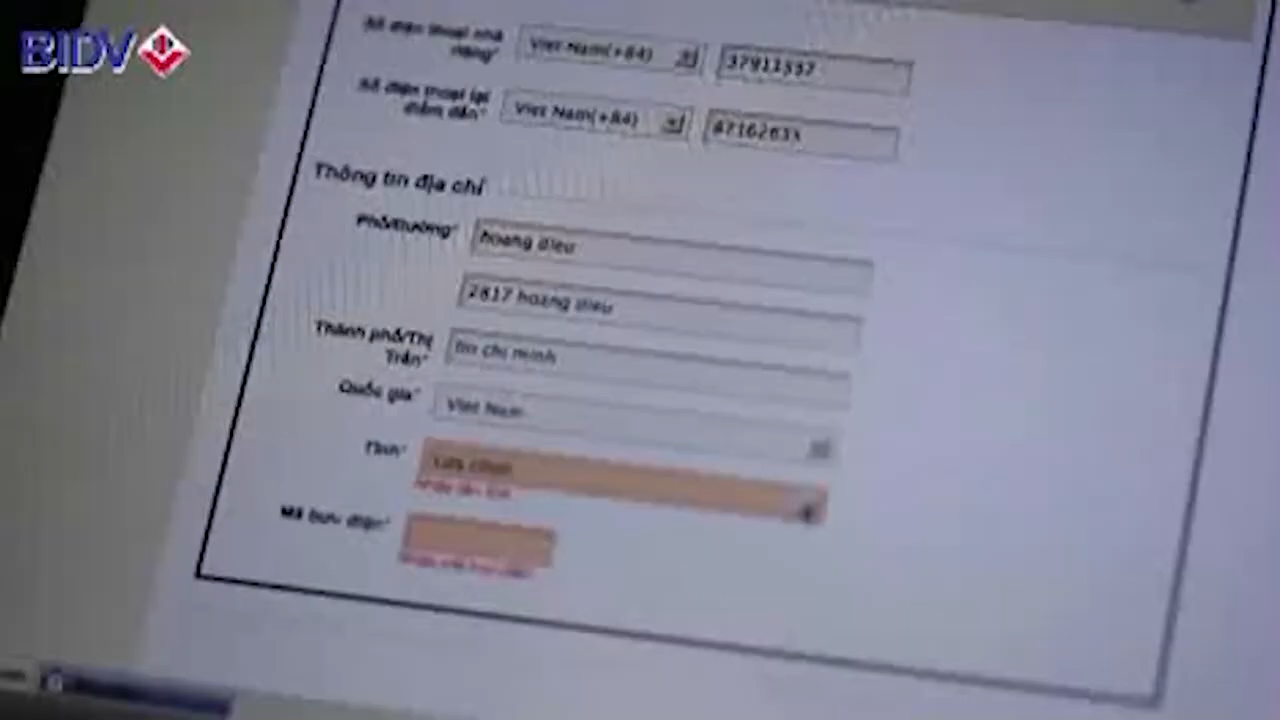 BIDV
Số điện thoại nhà
riêng* Viet Nam(+84) 37911337
Số điện thoại tại
điểm đến* Viet Nam(+84)
Thông tin địa chỉ
Phố/Đường* hoang dieu
2817 hoang dieu
Thành phố/Thị
Trấn* chi minh
Quốc gia* Viet Nam
Tỉnh* Lựa chọn
Mã bưu điện*